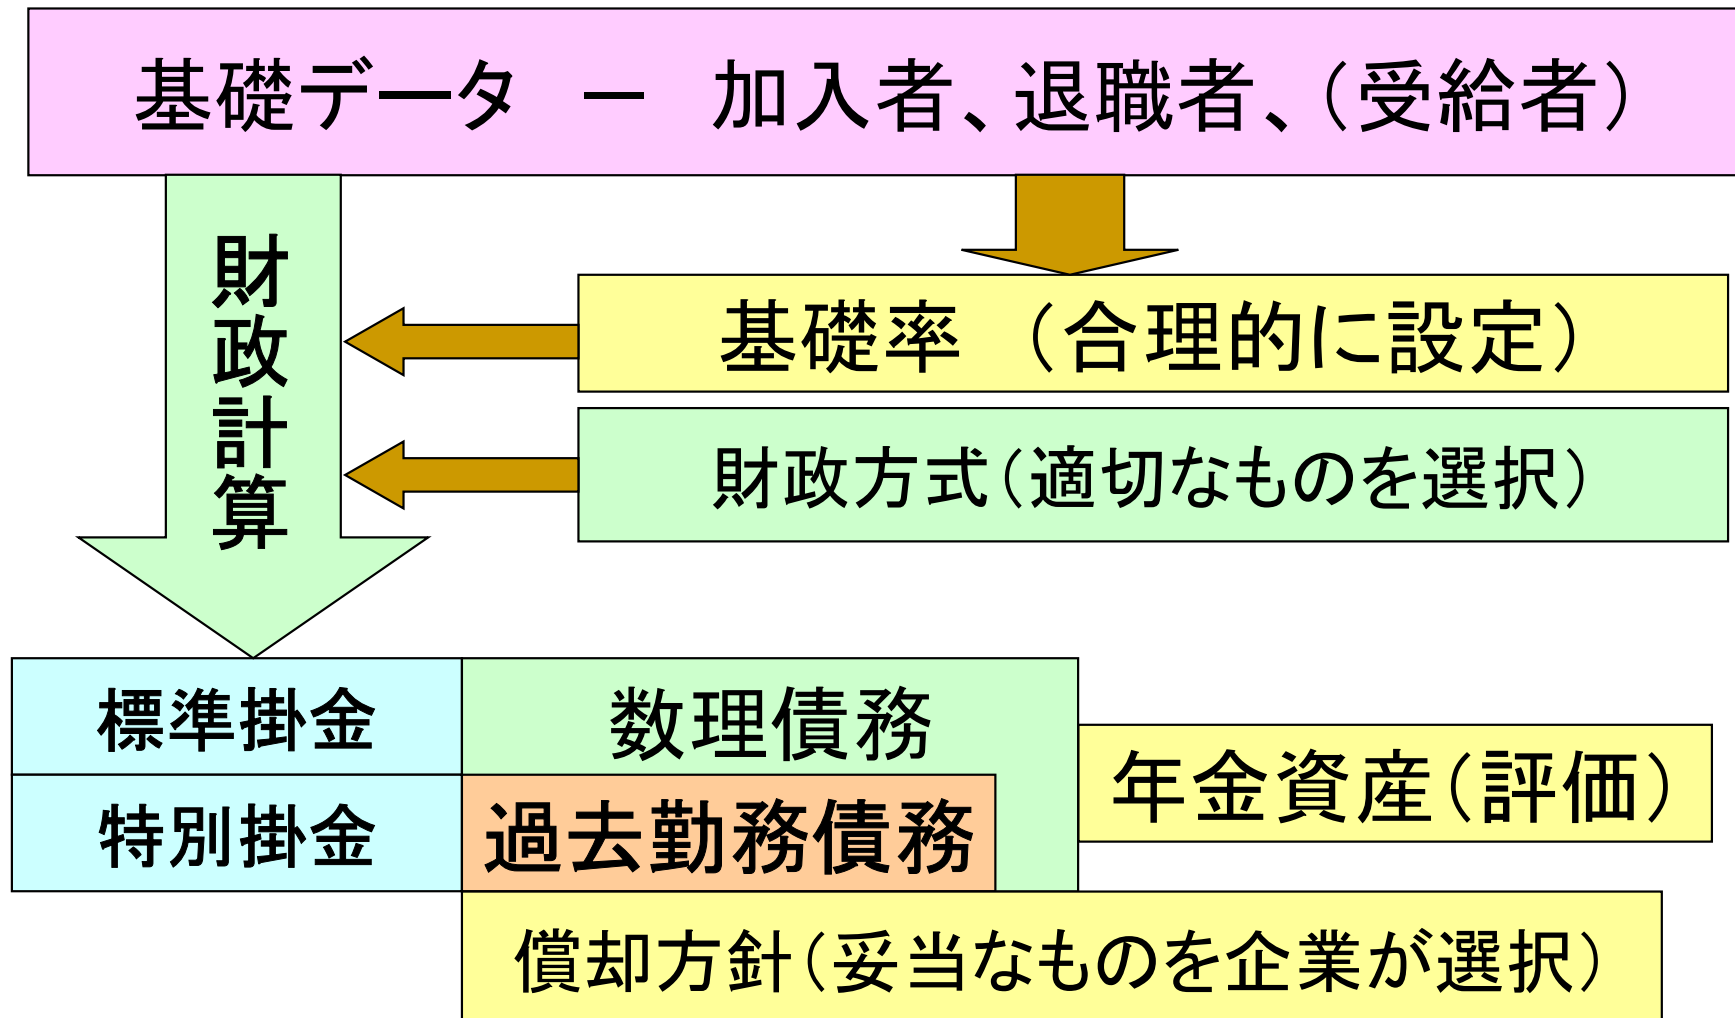 基礎データ － 加入者、退職者、（受給者）
財政計算
基礎率 （合理的に設定）
財政方式（適切なものを選択）
標準掛金
数理債務
年金資産（評価）
特別掛金
過去勤務債務
償却方針（妥当なものを企業が選択）